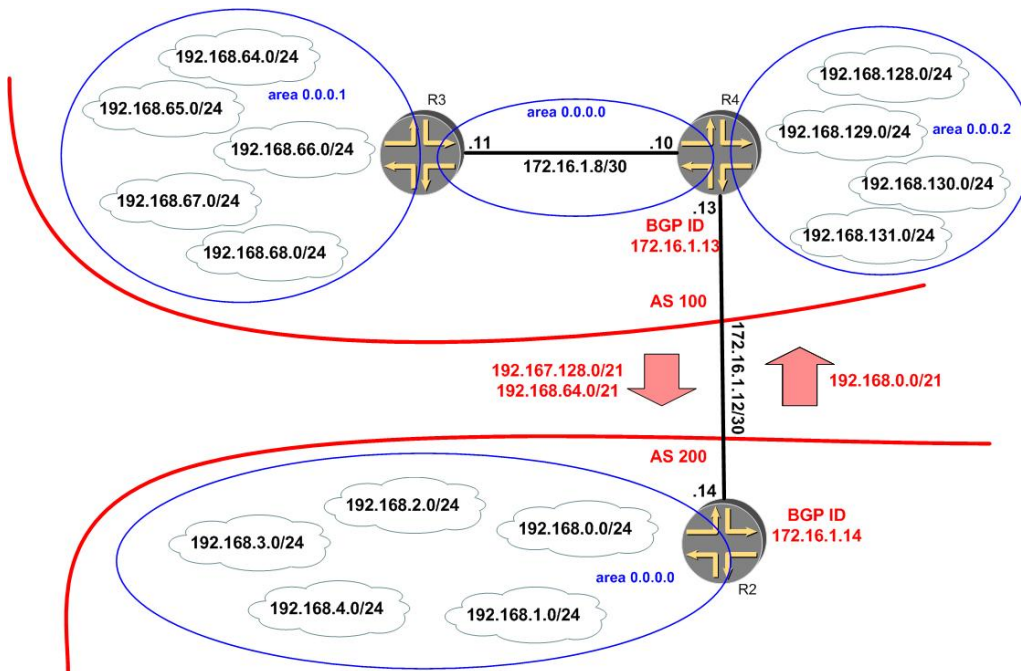 192.168.64.0/24
192.168.65.0/24
area 0.0.0.1
192.168.66.0/24
192.168.67.0/24
192.168.68.0/24
R3
.11
area 0.0.0.0
172.16.1.8/30
.10
R4
192.168.128.0/24
192.168.129.0/24
area 0.0.0.2
192.168.130.0/24
192.168.131.0/24
.13
BGP ID
172.16.1.13
AS 100
172.16.1.12/30
192.167.128.0/21
192.168.64.0/21
192.168.0.0/21
AS 200
.14
BGP ID
172.16.1.14
R2
192.168.2.0/24
192.168.0.0/24
192.168.3.0/24
area 0.0.0.0
192.168.4.0/24
192.168.1.0/24